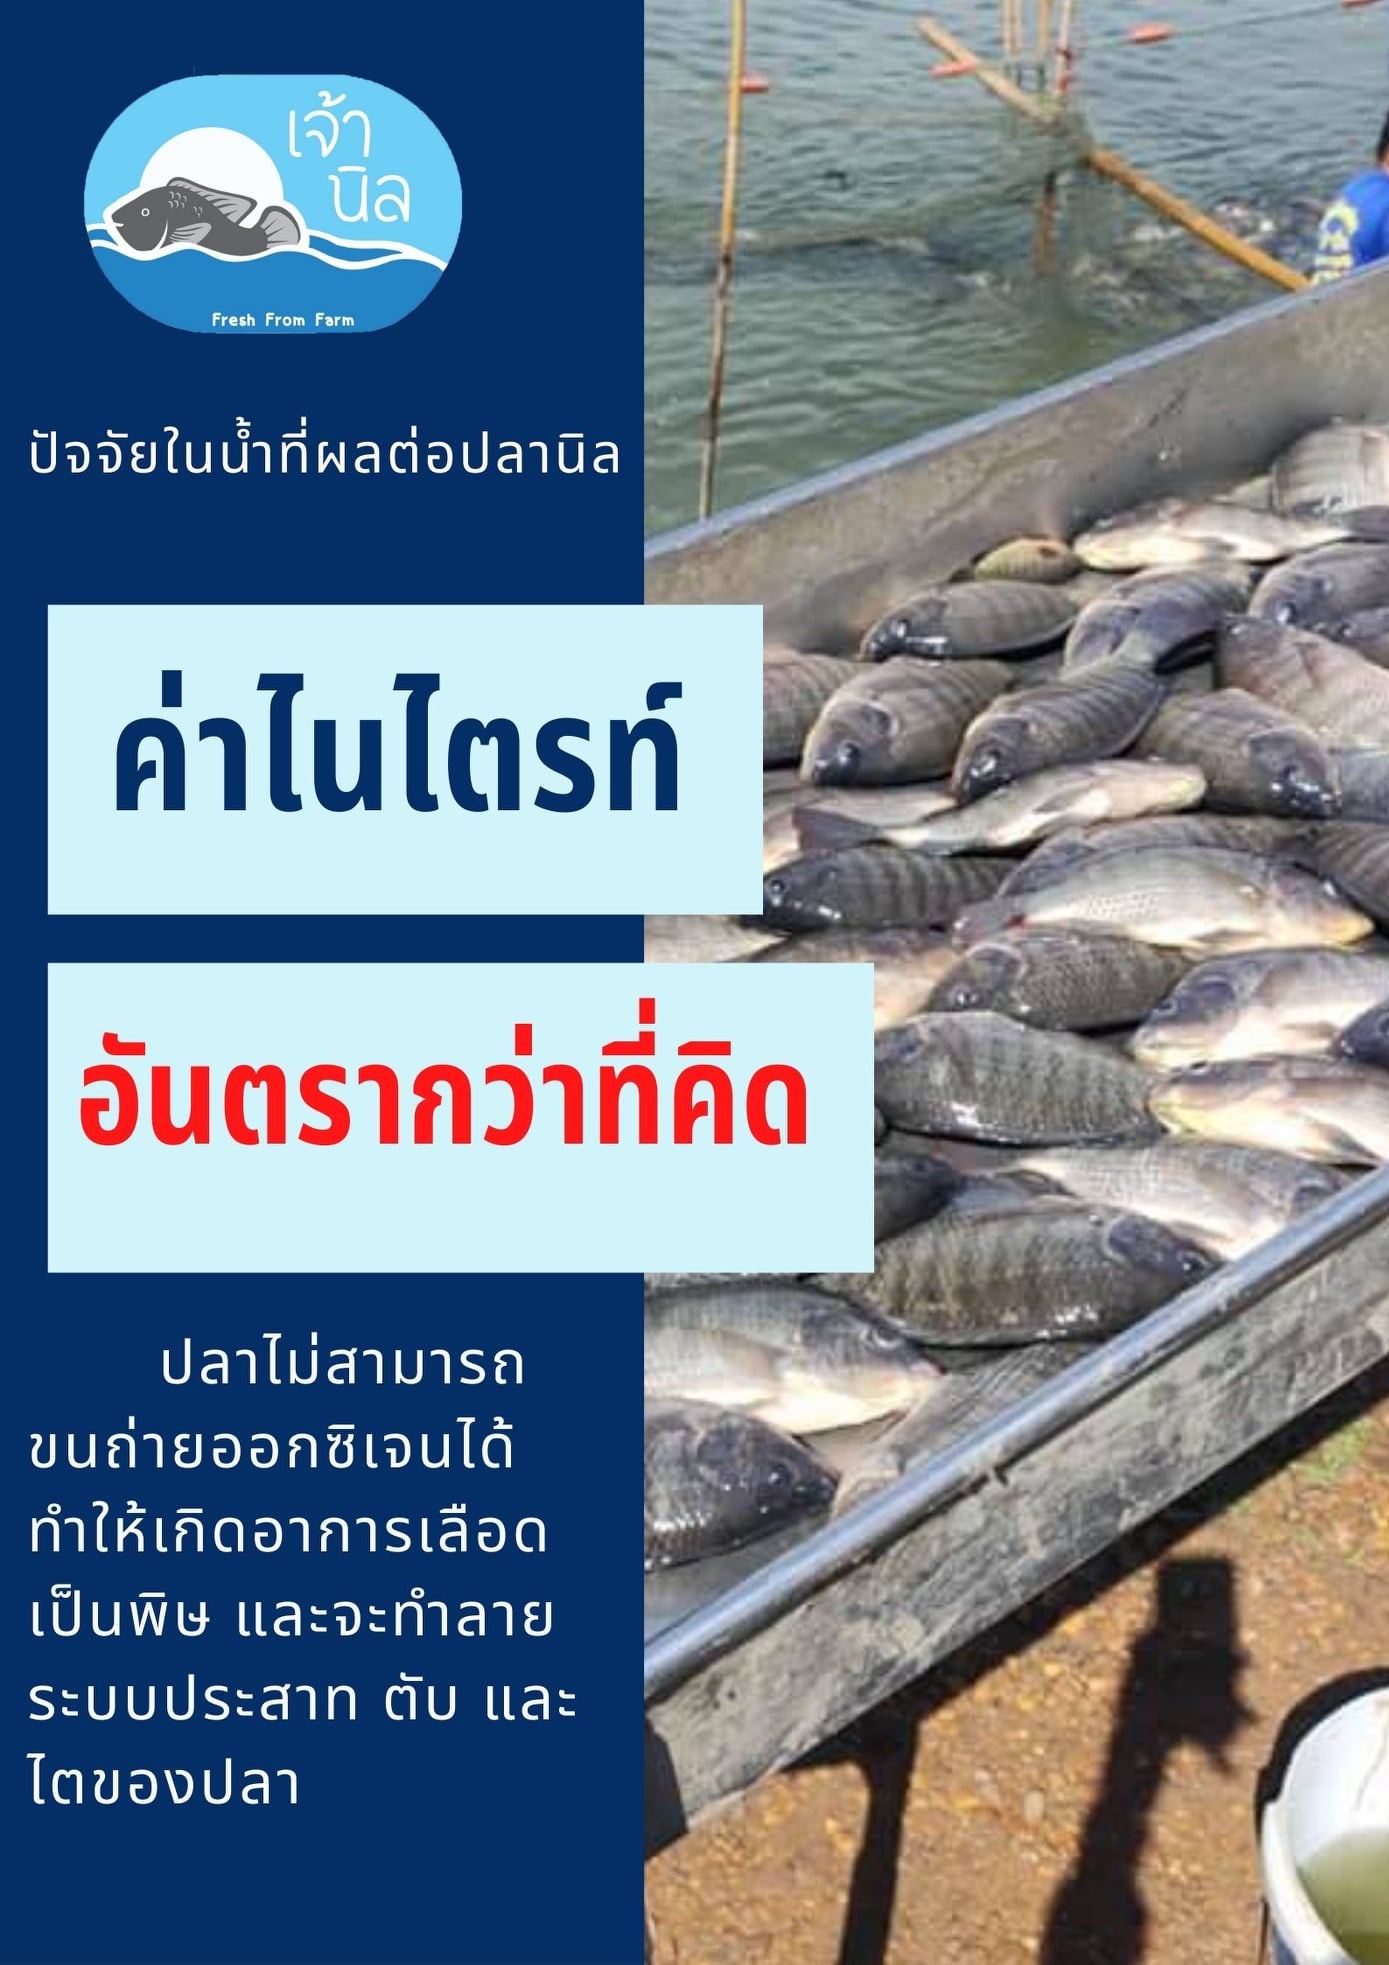 เจ้า
นิล
Fresh From Farm
ปัจจัยในน้ำที่ผลต่อปลานิล
ค่าไนไตรท์
อันตรากว่าที่คิด
ปลาไม่สามารถ
ขนถ่ายออกซิเจนได้
ทำให้เกิดอาการเลือด
เป็นพิษ และจะทำลาย
ระบบประสาท ตับ และ
ไตของปลา